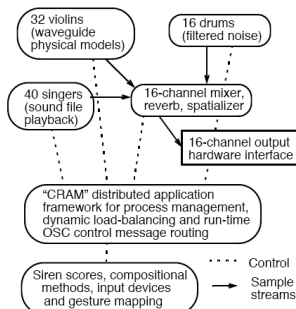 32 violins
(waveguide
physical models)
16 drums
(filtered noise)
40 singers
(sound file
playback)
16-channel mixer,
reverb, spatializer
16-channel output
hardware interface
“CRAM” distributed application
framework for process management,
dynamic load-balancing and run-time
OSC control message routing
Siren scores, compositional
methods, input devices
and gesture mapping
Control
Sample
streams